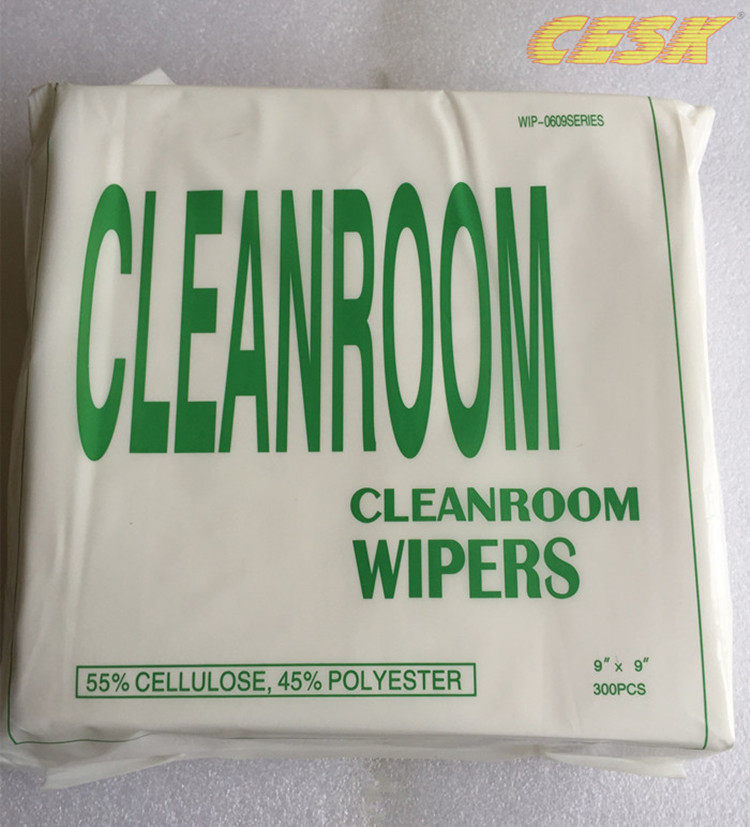 CESK®
WIP-0609SERIES
CLEANROOM
CLEANROOM
WIPERS
55% CELLULOSE, 45% POLYESTER
9" x 9"
300PCS